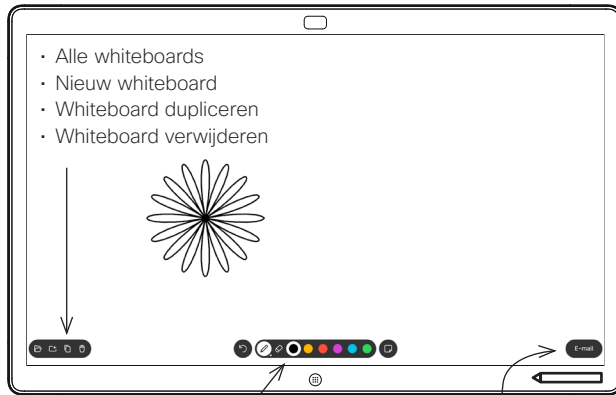 · Alle whiteboards
· Nieuw whiteboard
· Whiteboard dupliceren
· Whiteboard verwijderen
E-mail